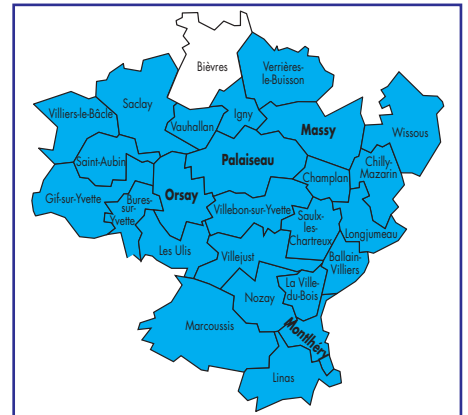 Bièvres
Verrières-
le-Buisson
Saclay
Villiers-le-Bâcle
Igny
Vauhallan
Massy
Wissous
Palaiseau
Chilly-
Mazarin
Saint-Aubin
Champlan
Orsay
Gif-sur-Yvette
Bures-
sur-
Yvette
Villebon-sur-Yvette
Saulx-
les-
Chartreux
Longjumeau
Les Ulis
Villejust
Ballain-
Villiers
La Ville-
du-Bois
Nozay
Marcoussis
Montlhéry
Linas